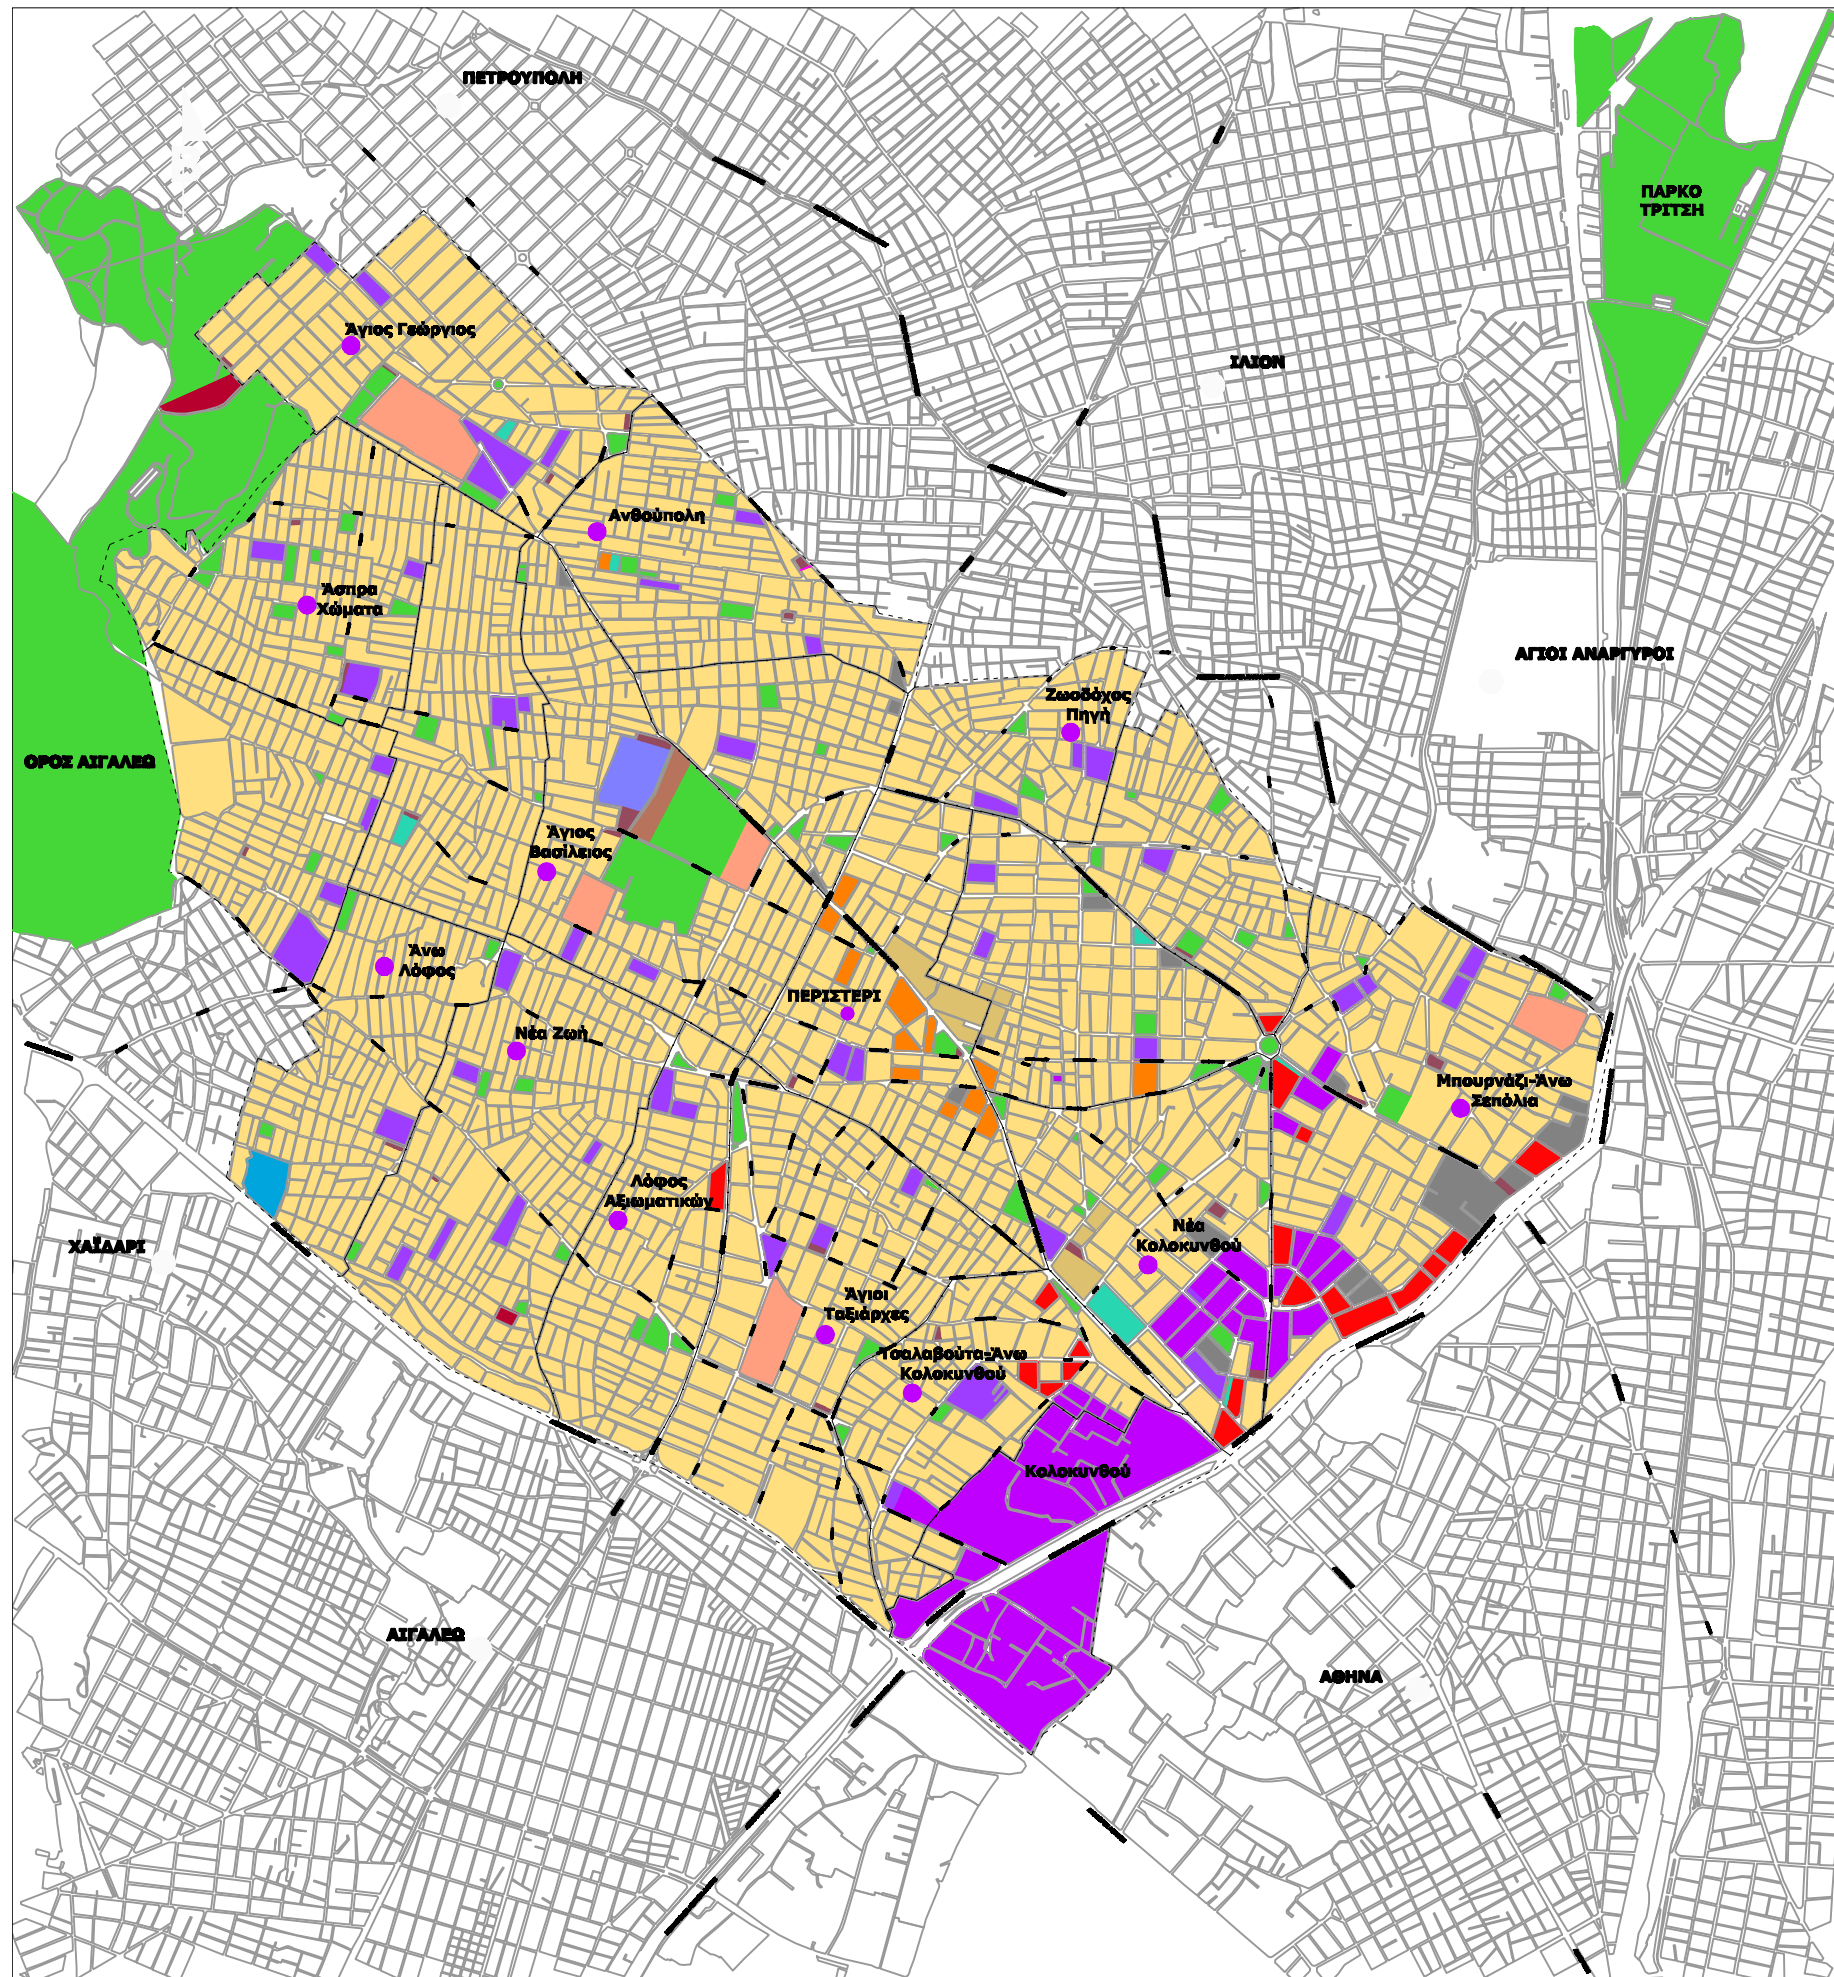 ΠΕΤΡΟΥΠΟΛΗ
ΠΑΡΚΟ
ΤΡΙΤΣΗ
Άγιος Γεώργιος
ΙΛΙΟΝ
Ανθούπολη
Άσπρα
Χώματα
ΑΓΙΟΙ ΑΝΑΡΓΥΡΟΙ
Ζωοδόχος
Πηγή
ΟΡΟΣ ΑΙΓΑΛΕΩ
Άγιος
Βασίλειος
Άνω
Λόφος
ΠΕΡΙΣΤΕΡΙ
Νέα Ζωή
Μπουρνάζι-Άνω
Σεπόλια
Λόφος
Αξιωματικών
Νέα
Κολοκυνθού
ΧΑΪΔΑΡΙ
Άγιοι
Ταξιάρχες
Τσαλαβούτα-Άνω
Κολοκυνθού
Κολοκυνθού
ΑΙΓΑΛΕΩ
ΑΘΗΝΑ